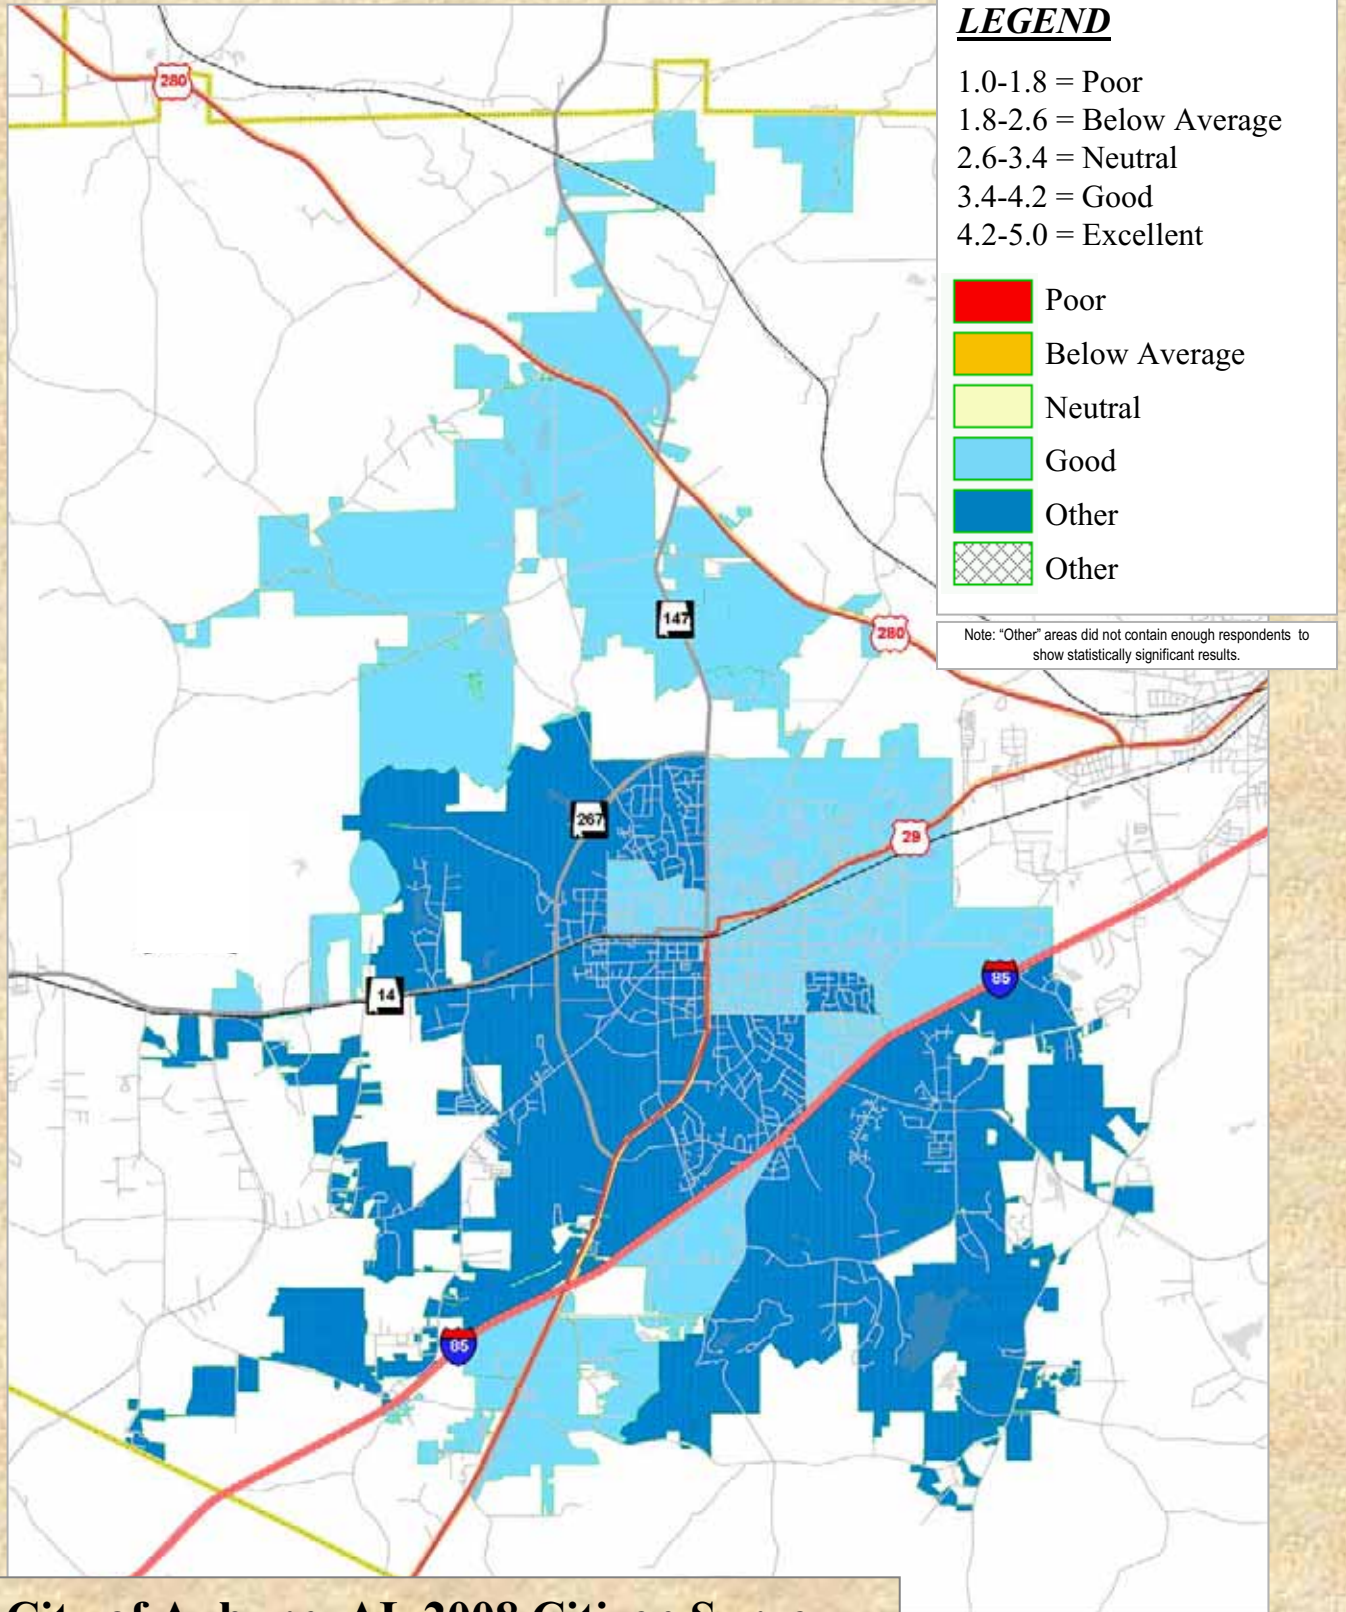 LEGEND
1.0-1.8 = Poor
1.8-2.6 = Below Average
2.6-3.4 = Neutral
3.4-4.2 = Good
4.2-5.0 = Excellent
Poor
Below Average
Neutral
Good
Other
Other
Note: “Other” areas did not contain enough respondents to
show statistically significant results.
280
147
280
267
29
14
85
85
2008 Citizen